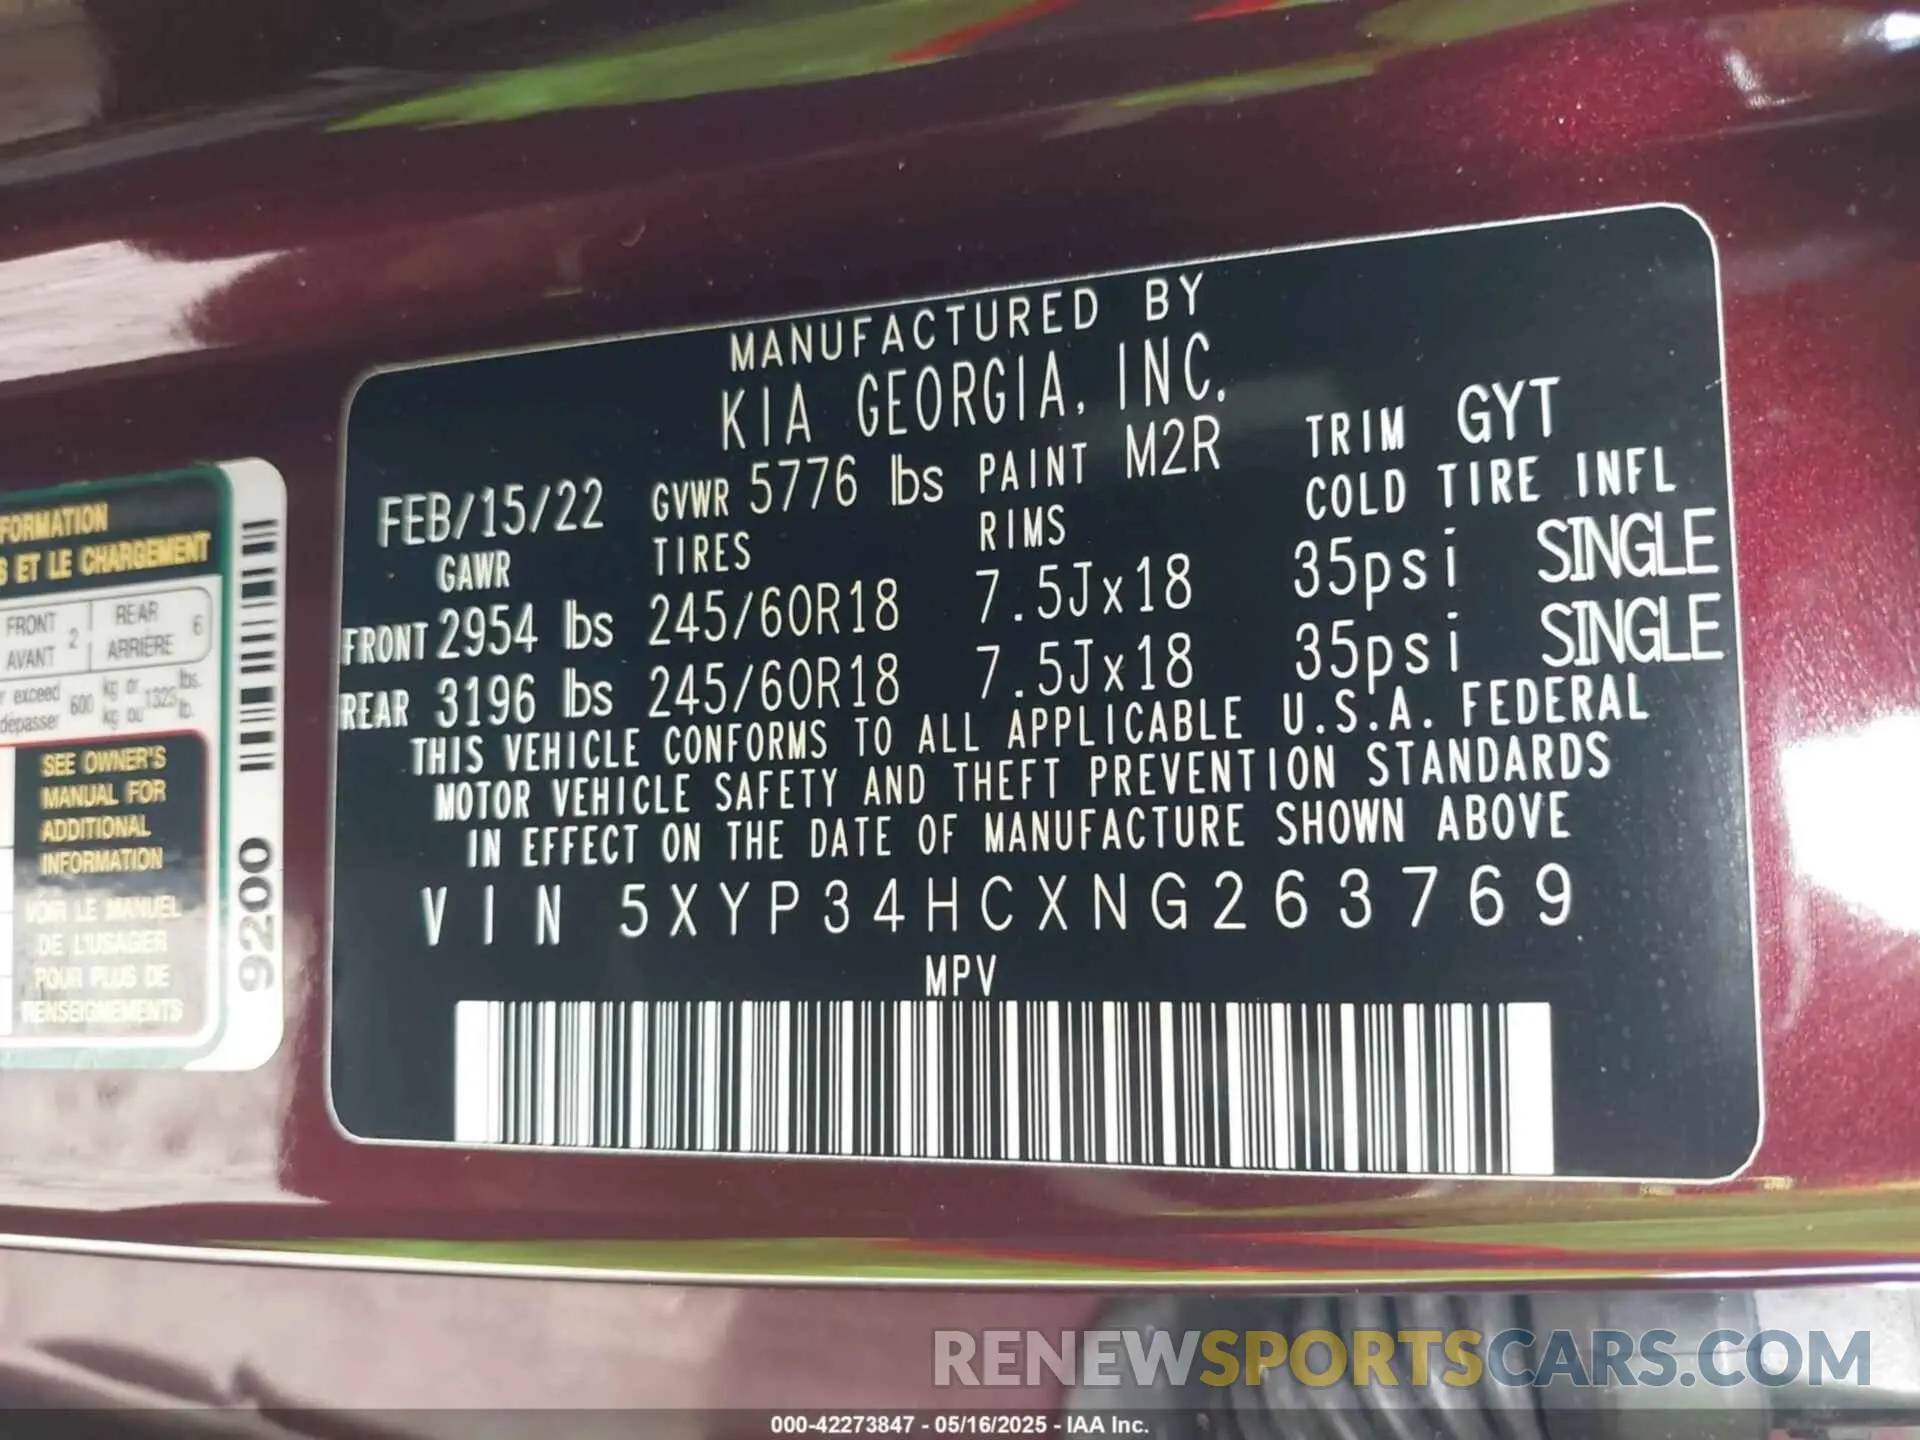 MANUFACTURED BY
KIA GEORGIA, INC.
FEB/15/22 GVWR 5776 lbs PAINT M2R TRIM GYT
GAWR TIRES RIMS COLD TIRE INFL
FRONT 2954 lbs 245/60R18 7.5Jx18 35psi SINGLE
REAR 3196 lbs 245/60R18 7.5Jx18 35psi SINGLE
THIS VEHICLE CONFORMS TO ALL APPLICABLE U.S.A. FEDERAL
MOTOR VEHICLE SAFETY AND THEFT PREVENTION STANDARDS
IN EFFECT ON THE DATE OF MANUFACTURE SHOWN ABOVE
VIN 5XYP34HCXNG263769
MPV
FORMATION
S ET LE CHARGEMENT
FRONT 2 REAR 6
AVANT ARRIÈRE
r exceed 600 kg or 1323 lbs.
dépasser kg ou lb.
SEE OWNER'S
MANUAL FOR
ADDITIONAL
INFORMATION
VOIR LE MANUEL
DE L'USAGER
POUR PLUS DE
RENSEIGNEMENTS
9200
RENEWSPORTSCARS.COM
000-42273847 - 05/16/2025 - IAA Inc.